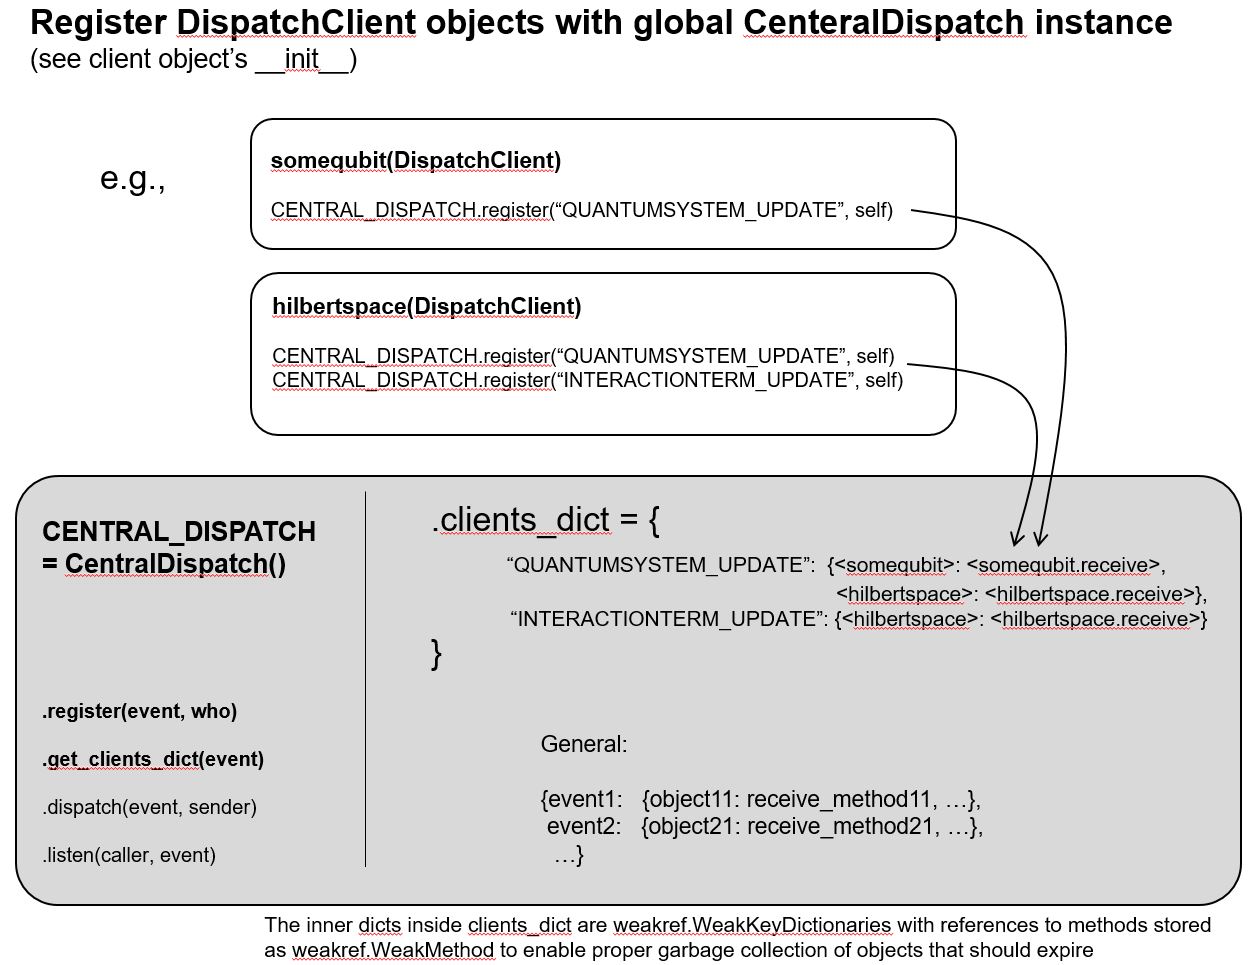 Register DispatchClient objects with global CenteralDispatch instance
(see client object’s __init__)
e.g.,
somequbit(DispatchClient)
CENTRAL_DISPATCH.register(“QUANTUMSYSTEM_UPDATE”, self)
hilbertspace(DispatchClient)
CENTRAL_DISPATCH.register(“QUANTUMSYSTEM_UPDATE”, self)
CENTRAL_DISPATCH.register(“INTERACTIONTERM_UPDATE”, self)
CENTRAL_DISPATCH
= CentralDispatch()
.register(event, who)
.get_clients_dict(event)
.dispatch(event, sender)
.listen(caller, event)
.clients_dict = {
“QUANTUMSYSTEM_UPDATE”: {<somequbit>: <somequbit.receive>,
<hilbertspace>: <hilbertspace.receive>},
“INTERACTIONTERM_UPDATE”: {<hilbertspace>: <hilbertspace.receive>}
}
General:
{event1: {object11: receive_method11, …},
event2: {object21: receive_method21, …},
…}
The inner dicts inside clients_dict are weakref.WeakKeyDictionaries with references to methods stored
as weakref.WeakMethod to enable proper garbage collection of objects that should expire